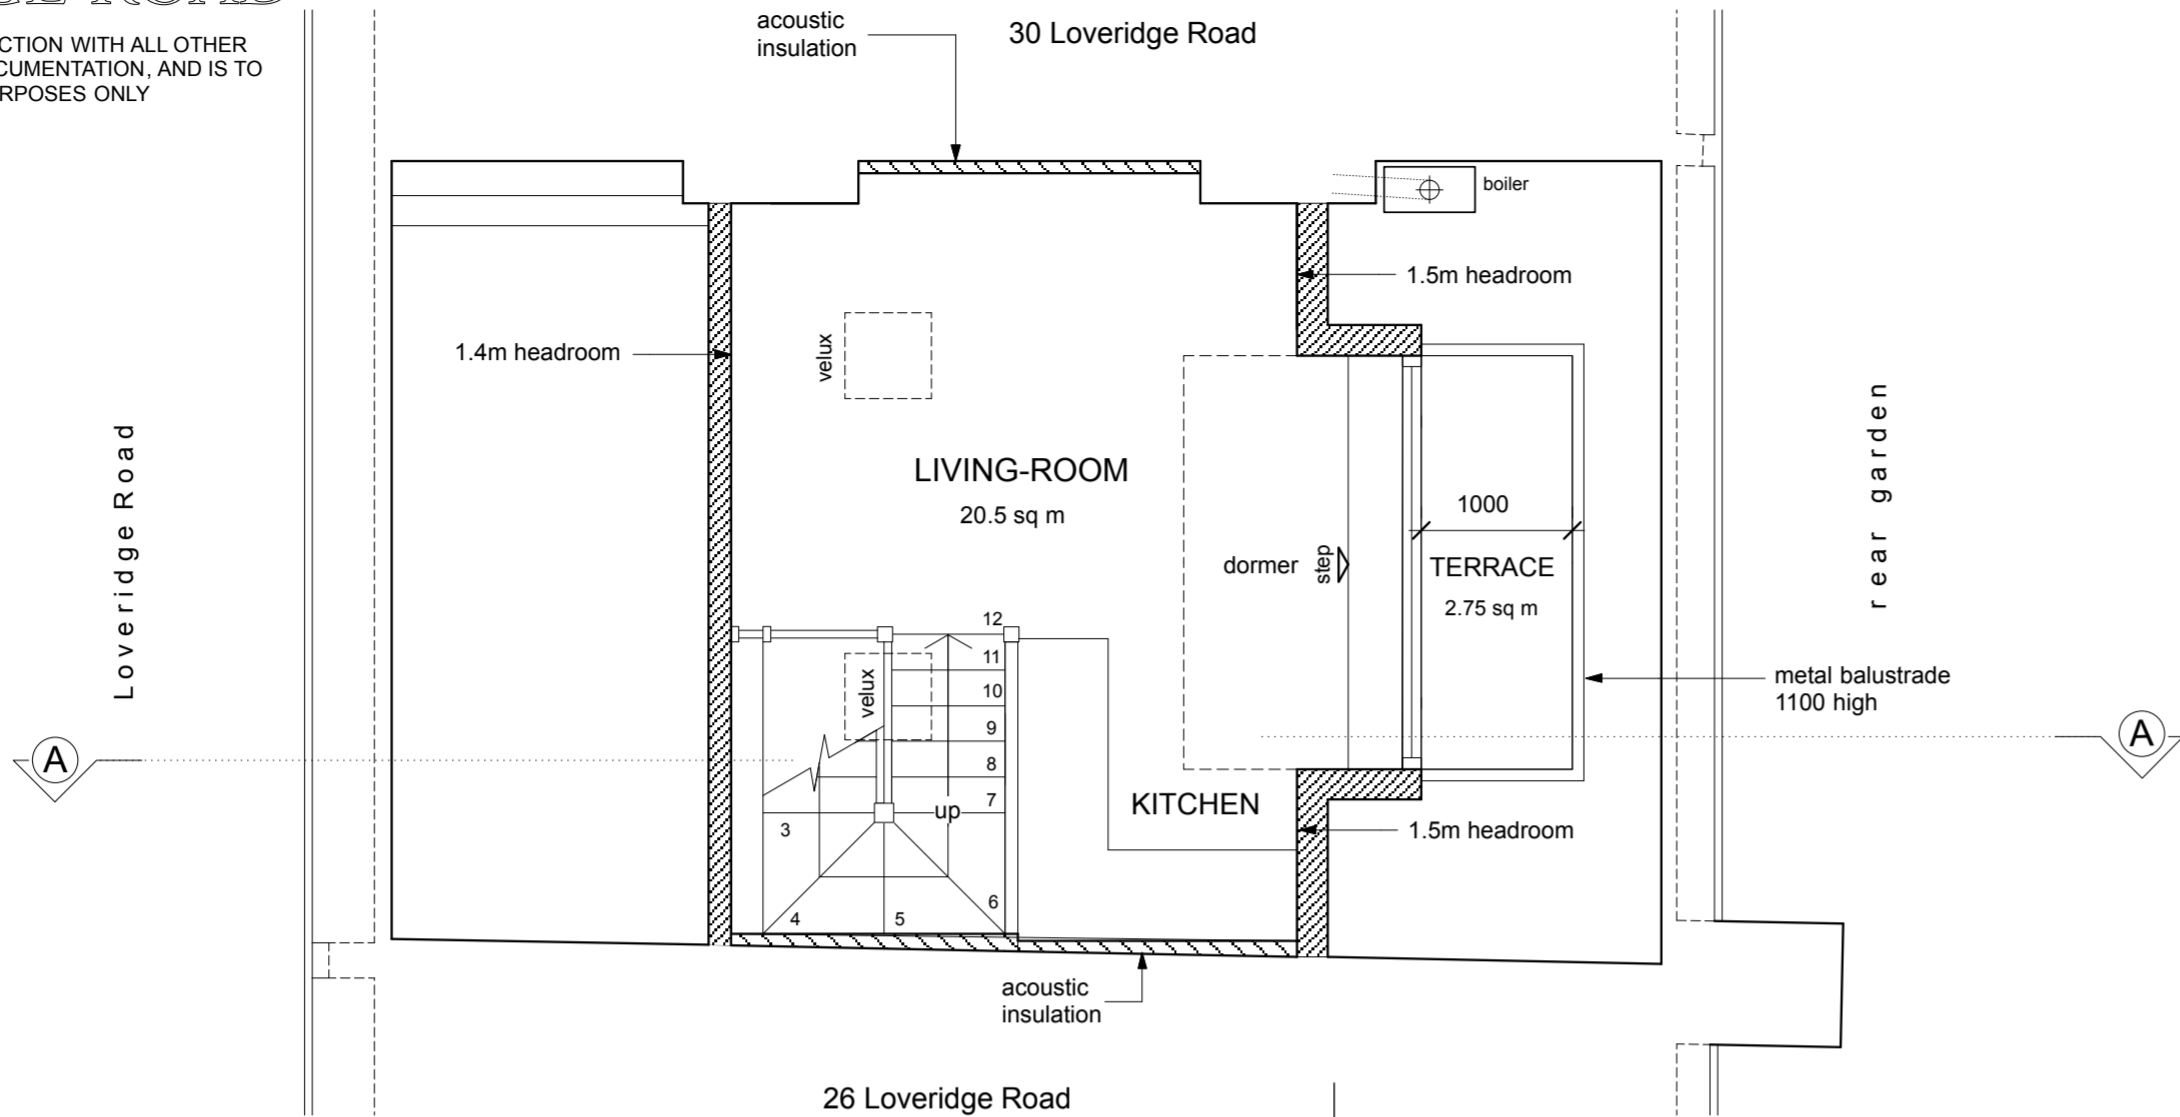 ROAD
CTION WITH ALL OTHER
CUMENTATION, AND IS TO
RPOSES ONLY
acoustic
insulation
30 Loveridge Road
boiler
1.5m headroom
1.4m headroom
velux
Loveridge Road
rear garden
LIVING-ROOM
20.5 sq m
1000
dormer
step
TERRACE
2.75 sq m
12
11
10
9
8
7
6
5
4
3
velux
up
metal balustrade
1100 high
A
A
KITCHEN
1.5m headroom
acoustic
insulation
26 Loveridge Road